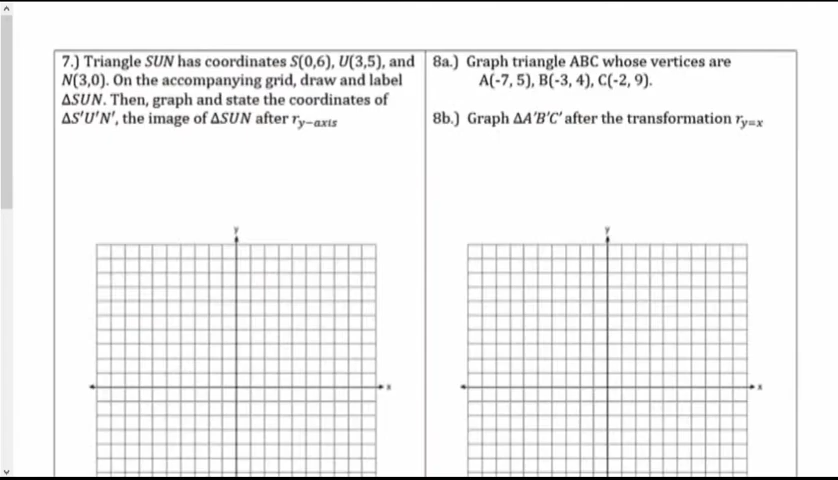 7.) Triangle SUN has coordinates S(0,6), U(3,5), and
N(3,0). On the accompanying grid, draw and label
ΔSUN. Then, graph and state the coordinates of
ΔS'U'N', the image of ΔSUN after r_y−axis
y
x
8a.) Graph triangle ABC whose vertices are
A(-7, 5), B(-3, 4), C(-2, 9).
8b.) Graph ΔA'B'C' after the transformation r_y=x
y
x